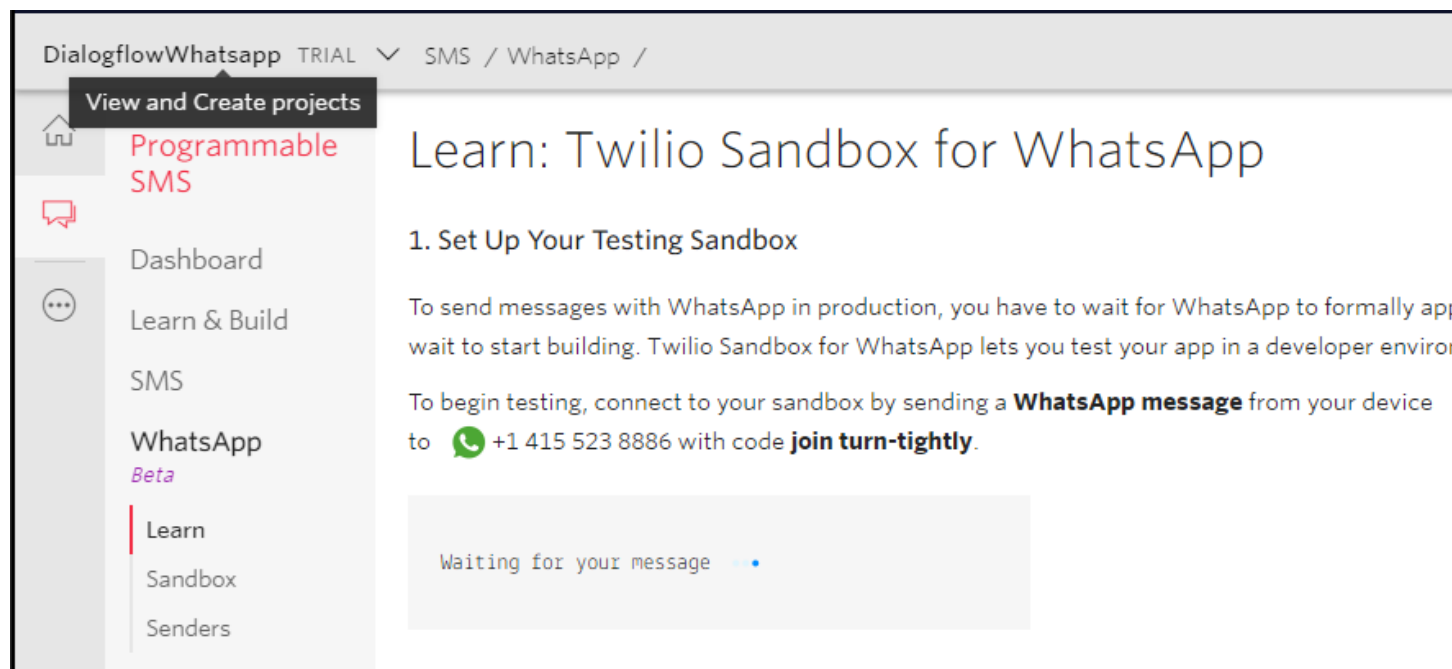 DialogflowWhatsapp TRIAL SMS / WhatsApp /
View and Create projects
Programmable
SMS
Dashboard
Learn & Build
SMS
WhatsApp
Beta
Learn
Sandbox
Senders
Learn: Twilio Sandbox for WhatsApp
1. Set Up Your Testing Sandbox
To send messages with WhatsApp in production, you have to wait for WhatsApp to formally app
wait to start building. Twilio Sandbox for WhatsApp lets you test your app in a developer enviro
To begin testing, connect to your sandbox by sending a WhatsApp message from your device
to +1 415 523 8886 with code join turn-tightly.
Waiting for your message